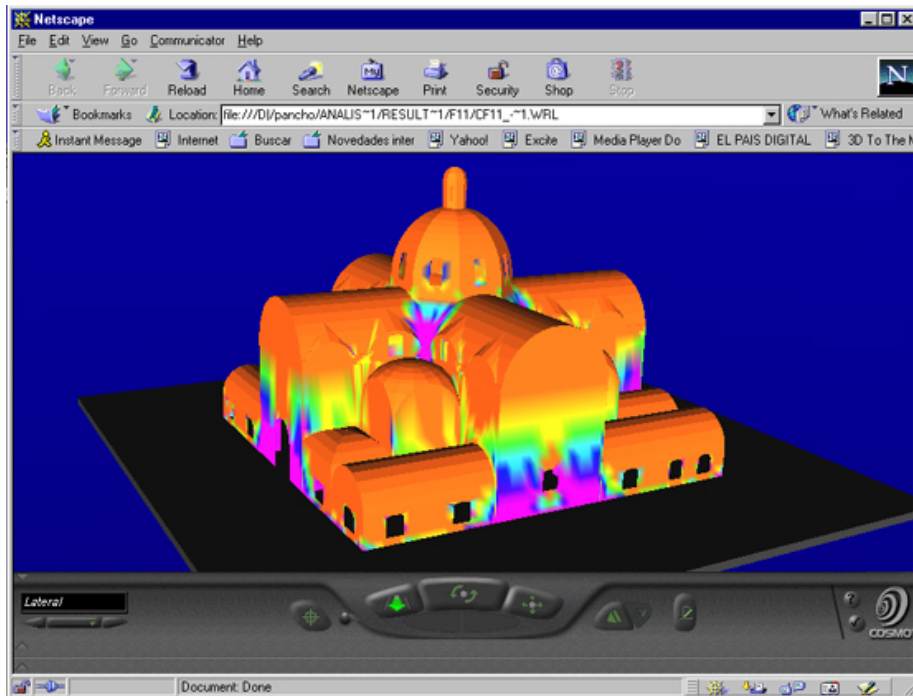 Netscape
File Edit View Go Communicator Help
N
Back Forward Reload Home Search Netscape Print Security Shop Stop
Bookmarks Location: file:///D|/pancho/ANALIS~1/RESULT~1/F11/CF11_-~1.WRL What's Related
Instant Message Internet Buscar Novedades inter Yahoo! Excite Media Player Do EL PAIS DIGITAL 3D To The
Lateral
COSMO
Document: Done